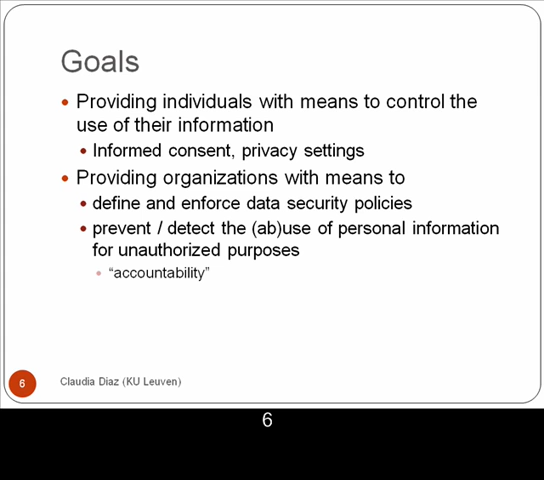 Goals
Providing individuals with means to control the
use of their information
Informed consent, privacy settings
Providing organizations with means to
define and enforce data security policies
prevent / detect the (ab)use of personal information
for unauthorized purposes
“accountability”
6
Claudia Diaz (KU Leuven)
6